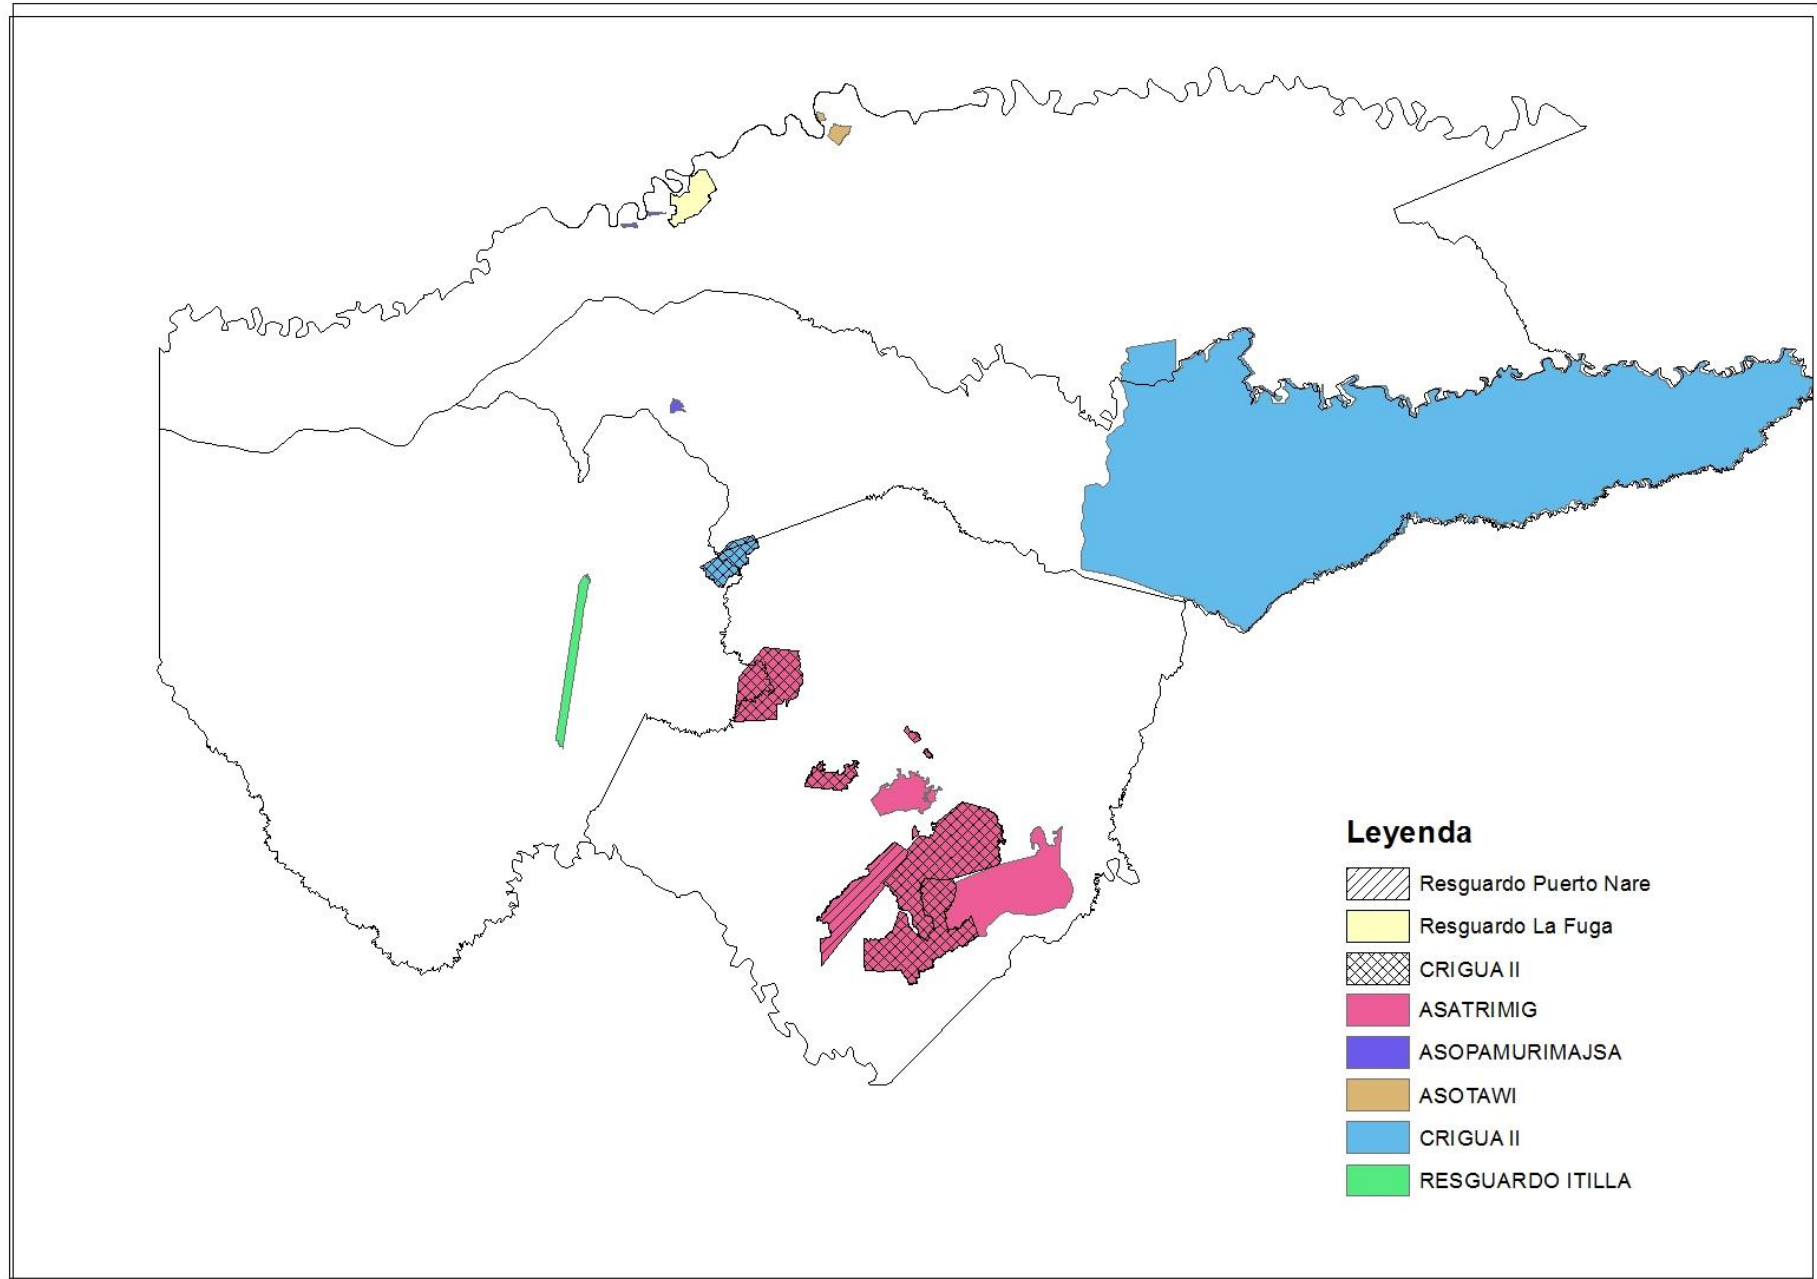 Leyenda
Resguardo Puerto Nare
Resguardo La Fuga
CRIGUA II
ASATRIMIG
ASOPAMURIMAJSA
ASOTAWI
CRIGUA II
RESGUARDO ITILLA